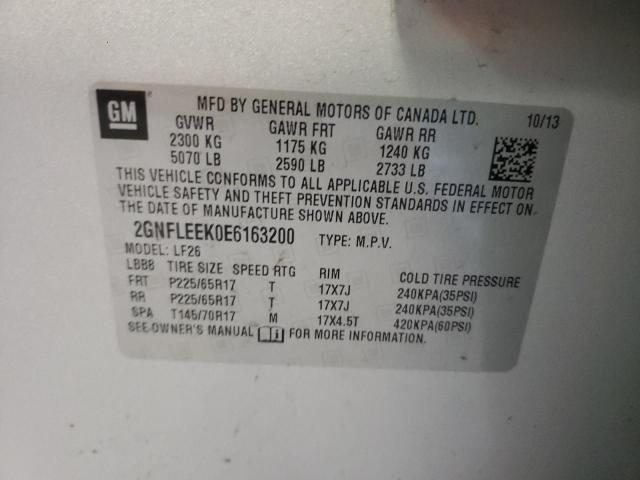 GM
MFD BY GENERAL MOTORS OF CANADA LTD. 10/13
GVWR GAWR FRT GAWR RR
2300 KG 1175 KG 1240 KG
5070 LB 2590 LB 2733 LB
THIS VEHICLE CONFORMS TO ALL APPLICABLE U.S. FEDERAL MOTOR
VEHICLE SAFETY AND THEFT PREVENTION STANDARDS IN EFFECT ON
THE DATE OF MANUFACTURE SHOWN ABOVE.
2GNFLEEK0E6163200 TYPE: M.P.V.
MODEL: LF26
LBB8 TIRE SIZE SPEED RTG RIM COLD TIRE PRESSURE
FRT P225/65R17 T 17X7J 240KPA(35PSI)
RR P225/65R17 T 17X7J 240KPA(35PSI)
SPA T145/70R17 M 17X4.5T 420KPA(60PSI)
SEE OWNER'S MANUAL i FOR MORE INFORMATION.